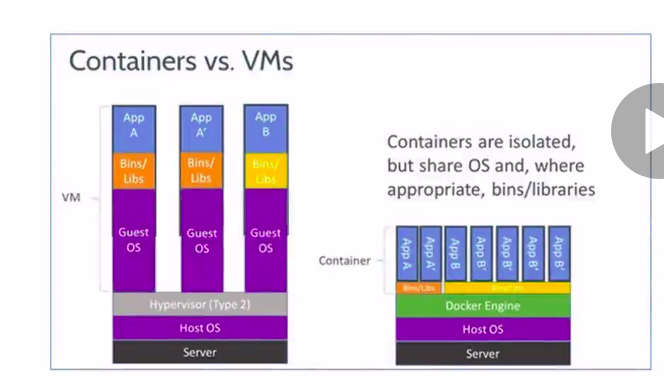 Containers vs. VMs
App
A
App
A'
App
B
Bins/
Libs
Bins/
Libs
Bins/
Libs
VM
Guest
OS
Guest
OS
Guest
OS
Hypervisor (Type 2)
Host OS
Server
Containers are isolated,
but share OS and, where
appropriate, bins/libraries
Container
App A
App A'
App B
App B'
App B'
App B'
App B'
Bins/Libs
Bins/Libs
Docker Engine
Host OS
Server